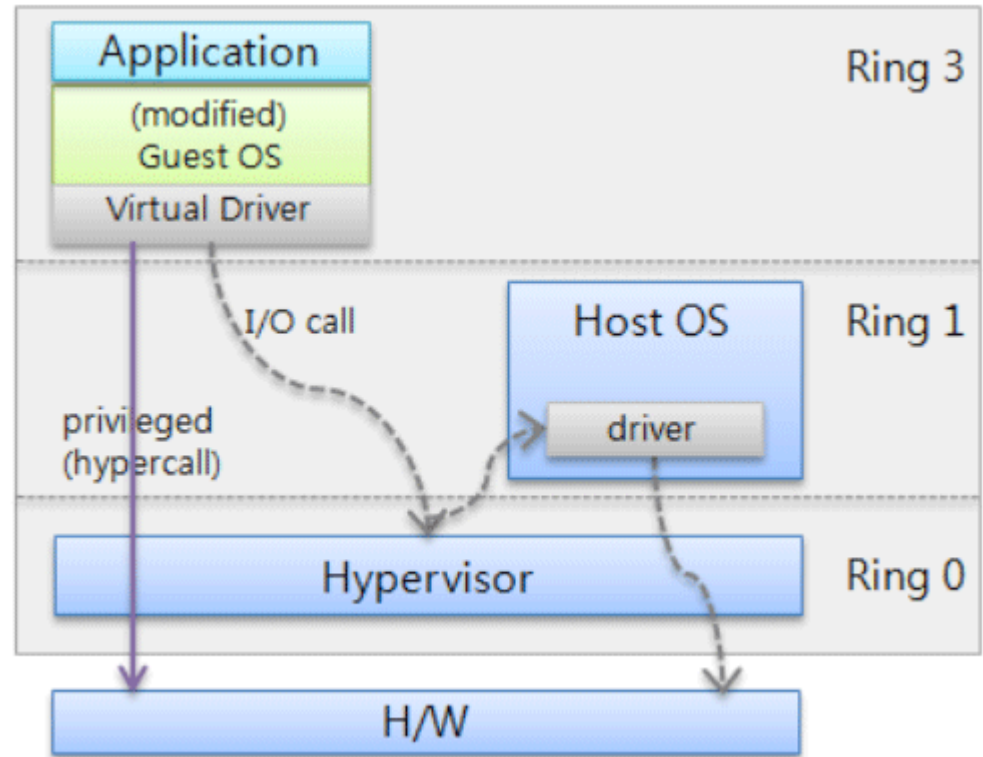 Application
Ring 3
(modified)
Guest OS
Virtual Driver
I/O call
Host OS
Ring 1
privileged
(hypercall)
driver
Hypervisor
Ring 0
H/W